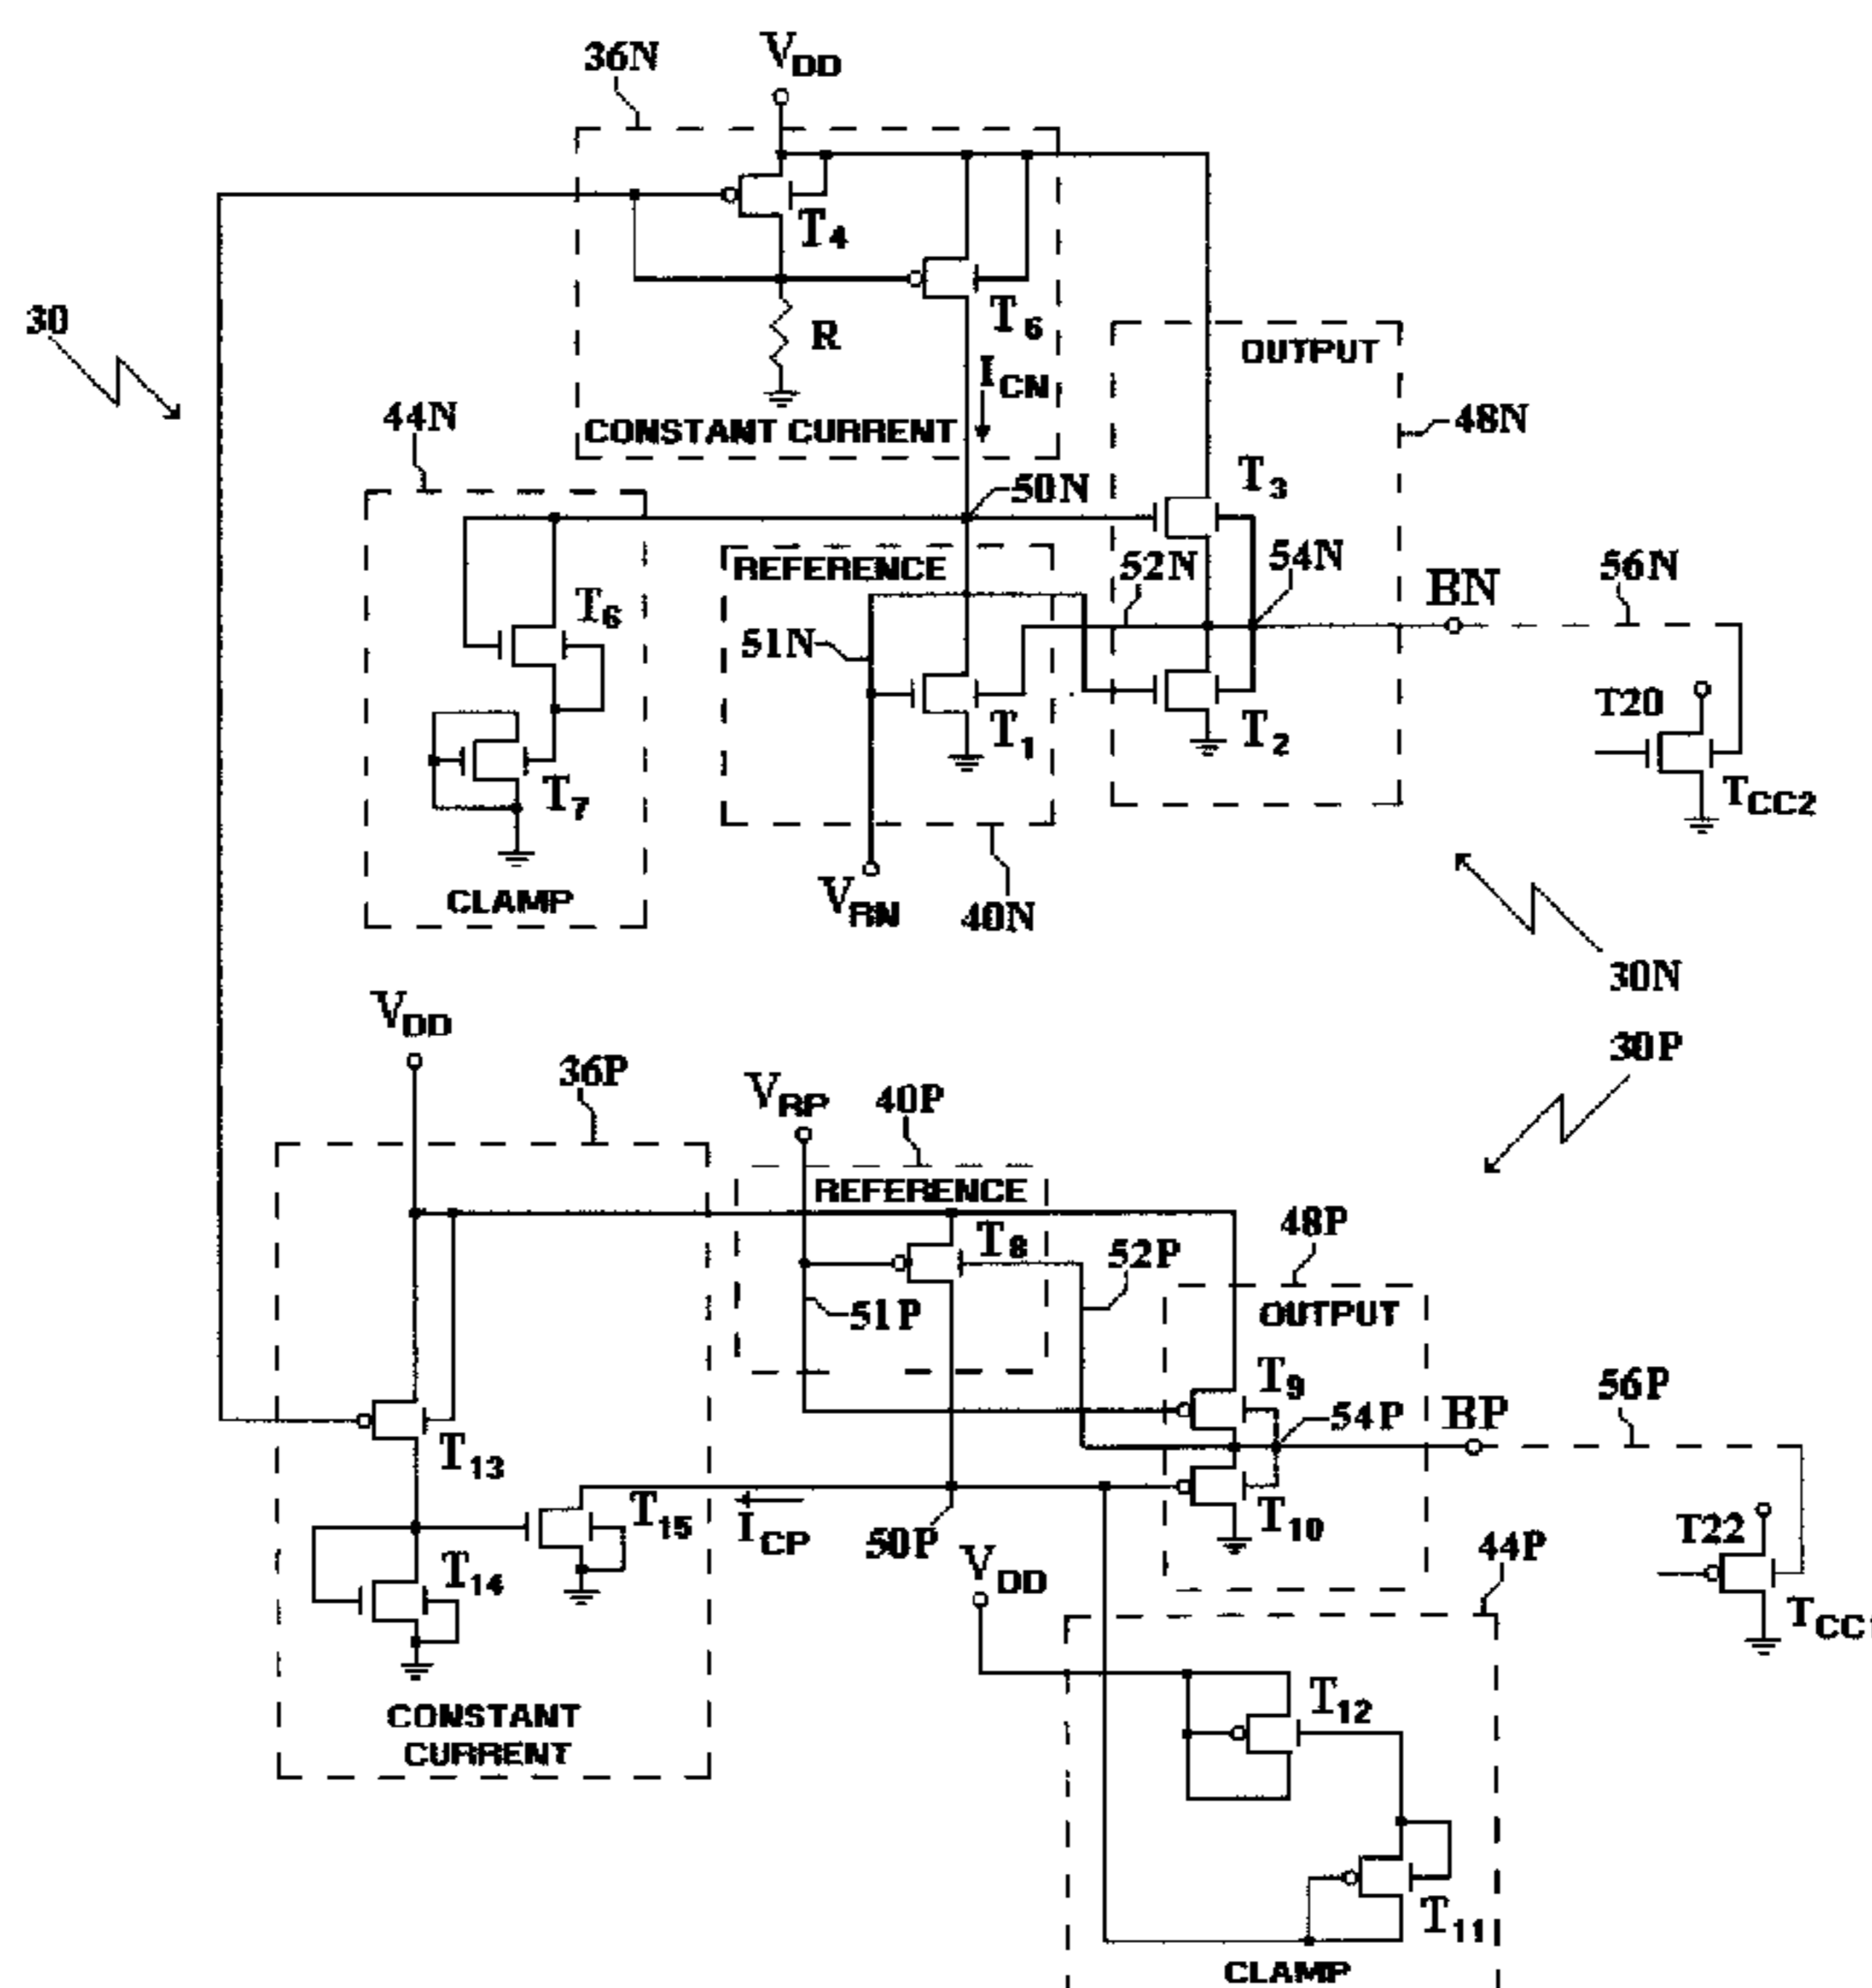 36N
VDD
T4
T6
R
ICN
CONSTANT CURRENT
30
44N
OUTPUT
48N
T3
50N
REFERENCE
52N
54N
BN
56N
T6
51N
T1
T2
T20
TCC2
T7
CLAMP
VRN
40N
30N
VDD
30P
36P
VRP
40P
REFERENCE
T8
52P
48P
51P
OUTPUT
T9
54P
BP
56P
T13
T15
ICP
50P
T10
T14
VDD
44P
T22
TCC1
CONSTANT
CURRENT
T12
T11
CLAMP